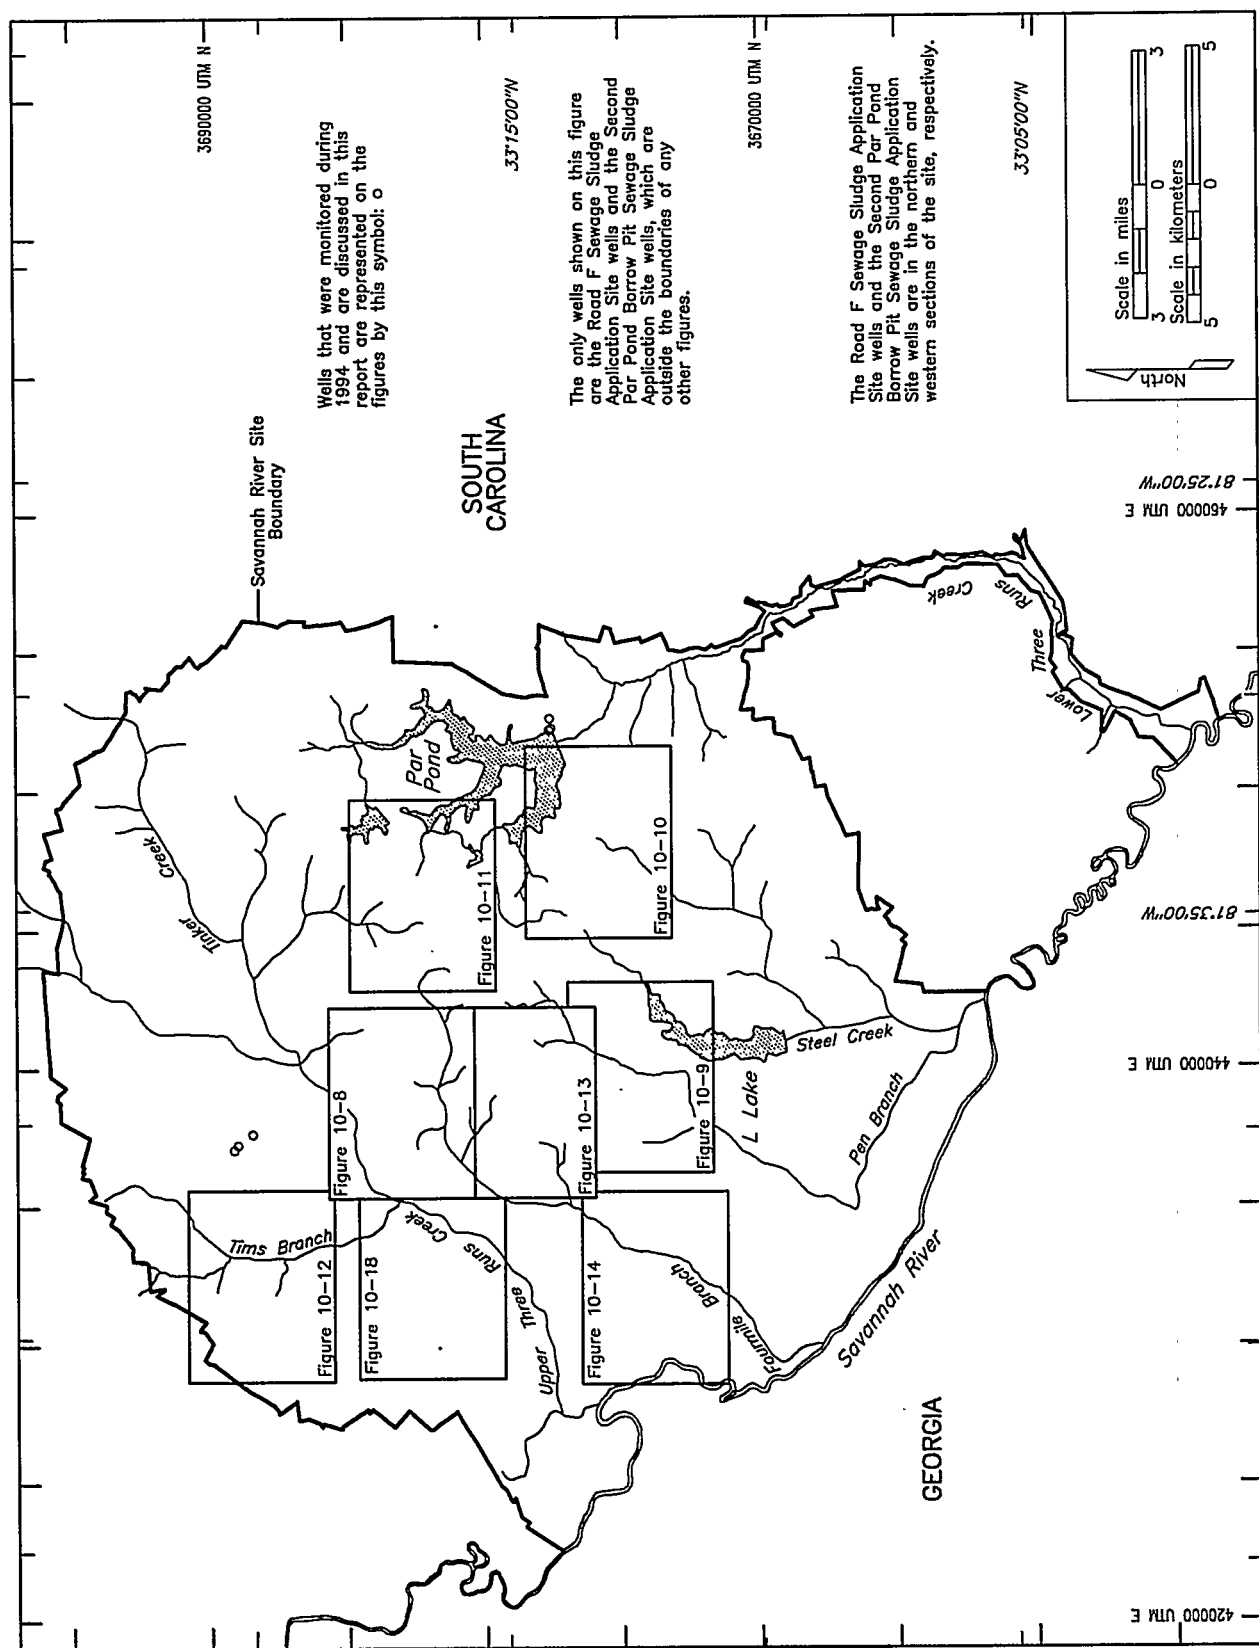 3690000 UTM N
33°15'00"N
3670000 UTM N
33°05'00"N
Wells that were monitored during
1994 and are discussed in this
report are represented on the
figures by this symbol: o
The only wells shown on this figure
are the Road F Sewage Sludge
Application Site wells and the Second
Par Pond Borrow Pit Sewage Sludge
Application Site wells, which are
outside the boundaries of any
other figures.
The Road F Sewage Sludge Application
Site wells and the Second Par Pond
Borrow Pit Sewage Sludge Application
Site wells are in the northern and
western sections of the site, respectively.
Scale in miles
3 0 3
Scale in kilometers
5 0 5
North
Savannah River Site
Boundary
SOUTH
CAROLINA
81°25'00"W
460000 UTM E
Creek
Runs
Three
Lower
Par
Pond
Tinker
Creek
Figure 10-11
Figure 10-10
81°35'00"W
Figure 10-8
Figure 10-13
Figure 10-9
L Lake
Steel Creek
440000 UTM E
Pen Branch
Tims Branch
Figure 10-12
Figure 10-18
Figure 10-14
Upper
Three
Runs
Creek
Fourmile
Branch
Savannah River
GEORGIA
420000 UTM E